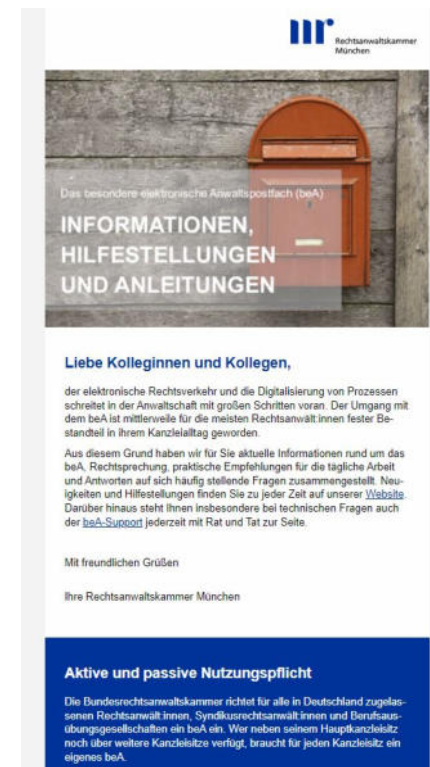 Rechtsanwaltskammer
München
Das besondere elektronische Anwaltspostfach (beA)
INFORMATIONEN,
HILFESTELLUNGEN
UND ANLEITUNGEN
Liebe Kolleginnen und Kollegen,
der elektronische Rechtsverkehr und die Digitalisierung von Prozessen
schreitet in der Anwaltschaft mit großen Schritten voran. Der Umgang mit
dem beA ist mittlerweile für die meisten Rechtsanwält:innen fester Be-
standteil in ihrem Kanzleialltag geworden.
Aus diesem Grund haben wir für Sie aktuelle Informationen rund um das
beA, Rechtsprechung, praktische Empfehlungen für die tägliche Arbeit
und Antworten auf sich häufig stellende Fragen zusammengestellt. Neu-
igkeiten und Hilfestellungen finden Sie zu jeder Zeit auf unserer Website.
Darüber hinaus steht Ihnen insbesondere bei technischen Fragen auch
der beA-Support jederzeit mit Rat und Tat zur Seite.
Mit freundlichen Grüßen
Ihre Rechtsanwaltskammer München
Aktive und passive Nutzungspflicht
Die Bundesrechtsanwaltskammer richtet für alle in Deutschland zugelas-
senen Rechtsanwält:innen, Syndikusrechtsanwält:innen und Berufsaus-
übungsgesellschaften ein beA ein. Wer neben seinem Hauptkanzleisitz
noch über weitere Kanzleisitze verfügt, braucht für jeden Kanzleisitz ein
eigenes beA.